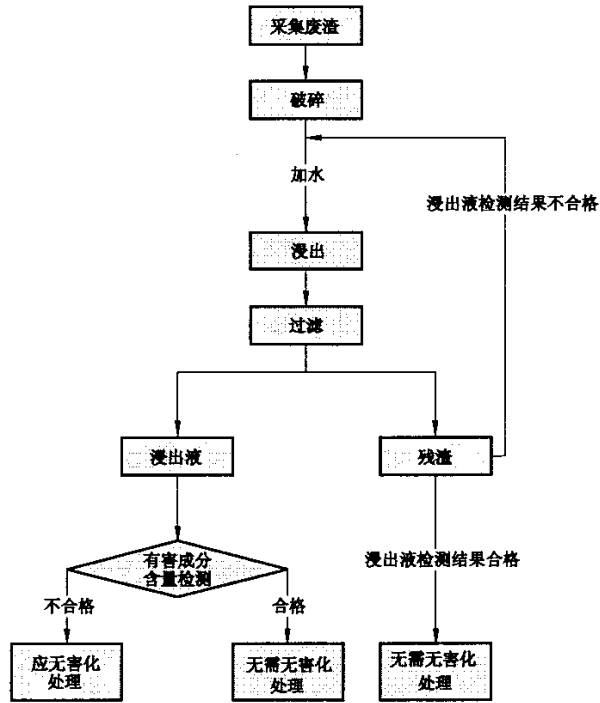 采集废渣
破碎
加水
浸出液检测结果不合格
浸出
过滤
浸出液
残渣
有害成分
含量检测
浸出液检测结果合格
不合格
合格
应无害化
处理
无需无害化
处理
无需无害化
处理